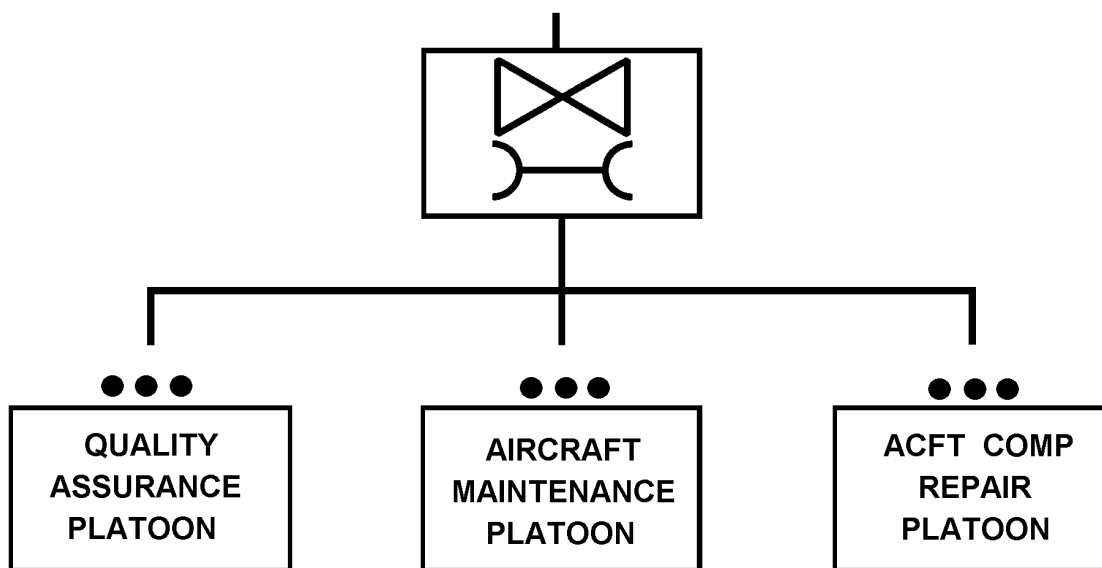 QUALITY
ASSURANCE
PLATOON
AIRCRAFT
MAINTENANCE
PLATOON
ACFT COMP
REPAIR
PLATOON